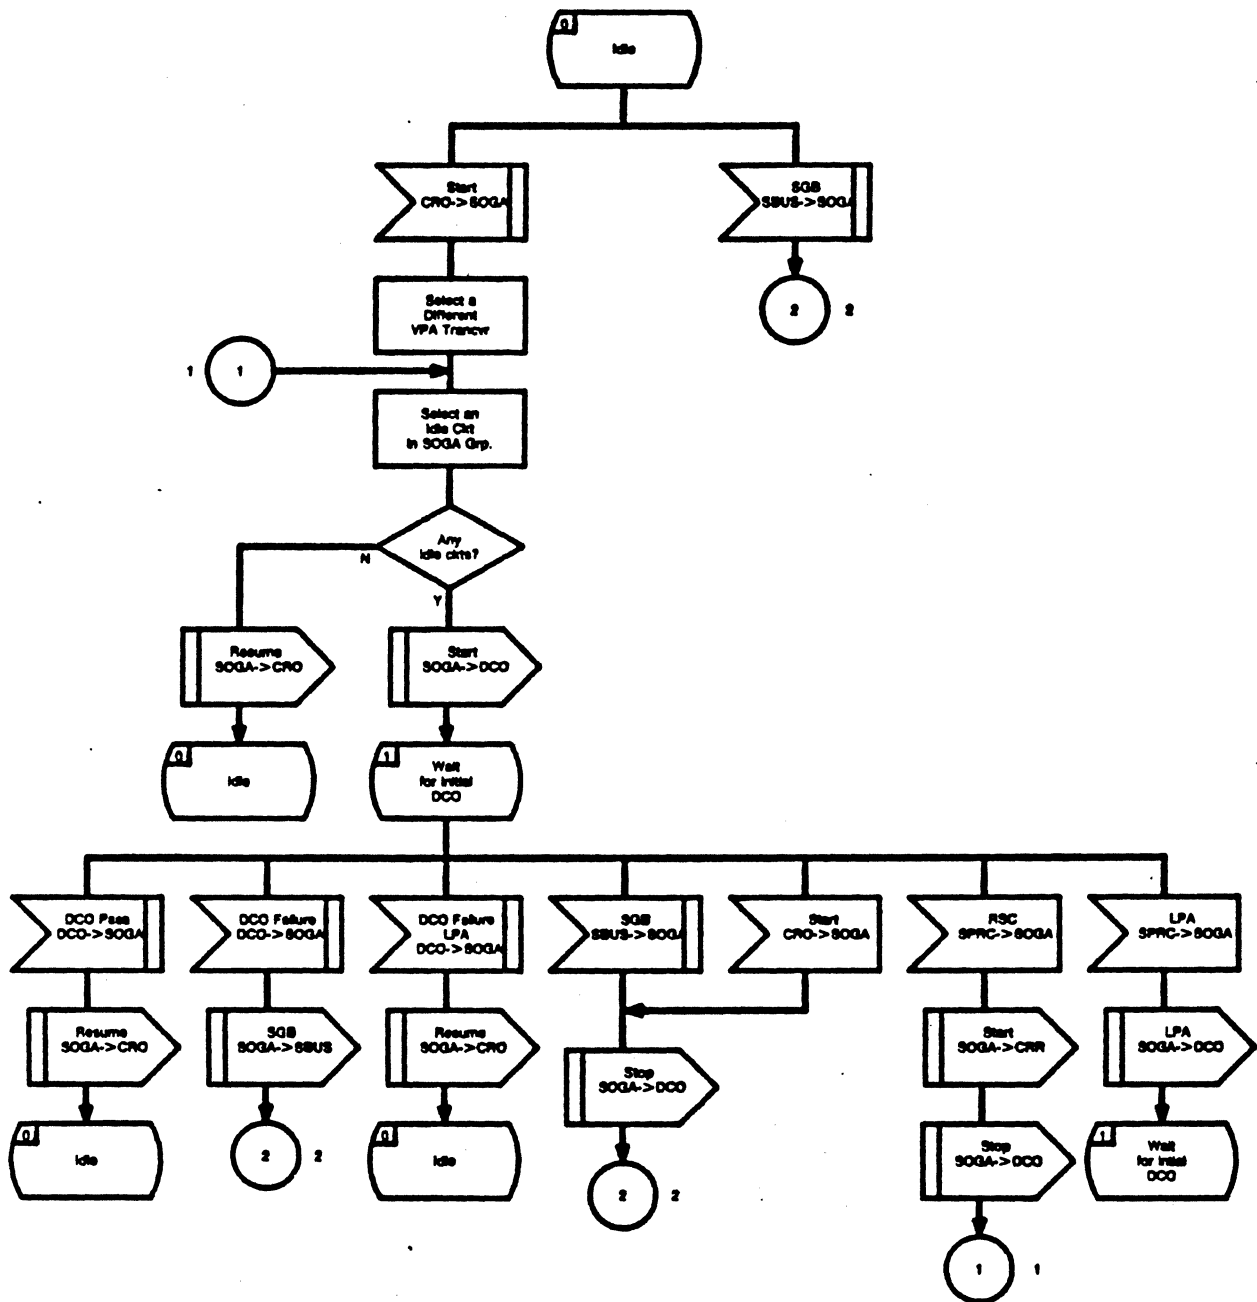 0
Idle
Start
CRO->SOGA
SGB
SBUS->SOGA
Select a
Different
VPA Trancvr
2
2
1
1
Select an
Idle Ckt
in SOGA Grp.
Any
idle ckts?
N
Y
Resume
SOGA->CRO
Start
SOGA->DCO
0
Idle
1
Wait
for initial
DCO
DCO Pass
DCO->SOGA
DCO Failure
DCO->SOGA
DCO Failure
LPA
DCO->SOGA
SGB
SBUS->SOGA
Start
CRO->SOGA
RSC
SPRC->SOGA
LPA
SPRC->SOGA
Resume
SOGA->CRO
SGB
SOGA->SBUS
Resume
SOGA->CRO
Stop
SOGA->DCO
Start
SOGA->CRR
LPA
SOGA->DCO
0
Idle
2
2
0
Idle
2
2
Stop
SOGA->DCO
1
Wait
for intial
DCO
1
1